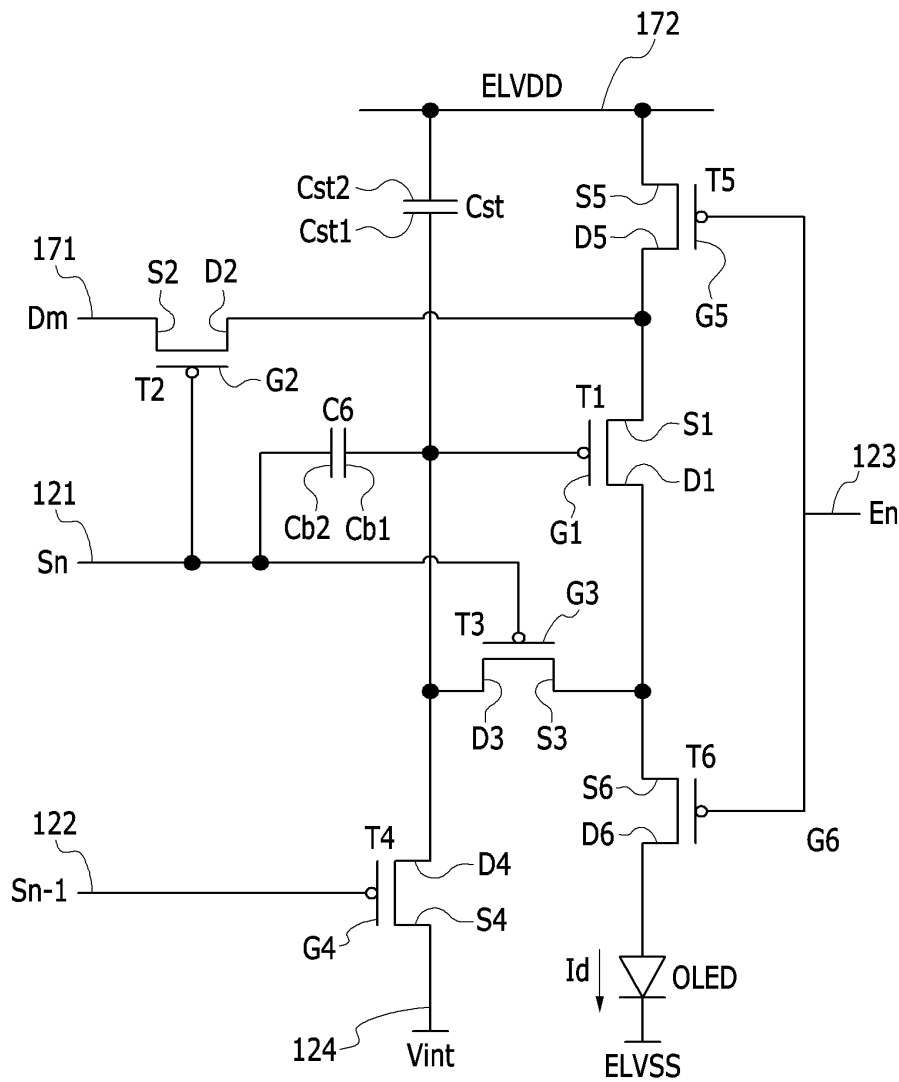 172
ELVDD
Cst2
T5
S5
Cst
Cst1
D5
171
S2
D2
G5
Dm
T2
G2
T1
C6
S1
123
121
D1
Cb2
Cb1
G1
En
Sn
G3
T3
D3
S3
T6
S6
122
T4
D6
G6
D4
Sn-1
S4
G4
Id
OLED
124
Vint
ELVSS